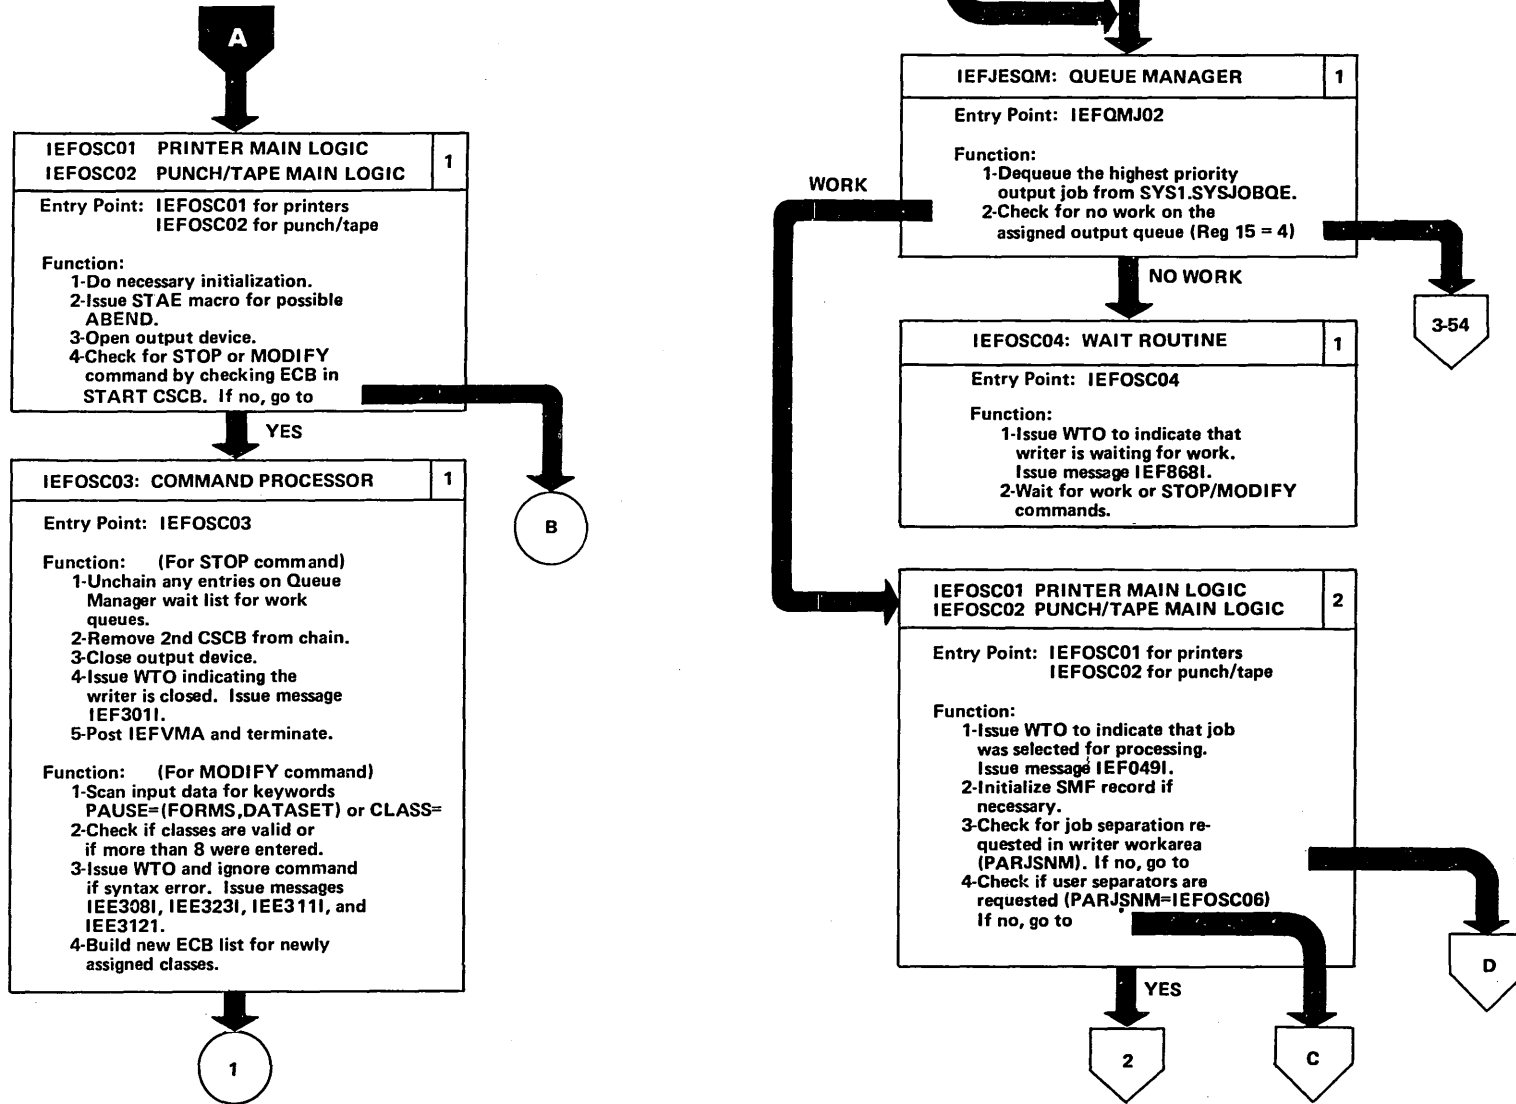 A
IEFOSC01 PRINTER MAIN LOGIC
IEFOSC02 PUNCH/TAPE MAIN LOGIC
1
Entry Point: IEFOSC01 for printers
IEFOSC02 for punch/tape
Function:
1-Do necessary initialization.
2-Issue STAE macro for possible
ABEND.
3-Open output device.
4-Check for STOP or MODIFY
command by checking ECB in
START CSCB. If no, go to
YES
B
IEFOSC03: COMMAND PROCESSOR
1
Entry Point: IEFOSC03
Function: (For STOP command)
1-Unchain any entries on Queue
Manager wait list for work
queues.
2-Remove 2nd CSCB from chain.
3-Close output device.
4-Issue WTO indicating the
writer is closed. Issue message
IEF301I.
5-Post IEFVMA and terminate.
Function: (For MODIFY command)
1-Scan input data for keywords
PAUSE=(FORMS,DATASET) or CLASS=
2-Check if classes are valid or
if more than 8 were entered.
3-Issue WTO and ignore command
if syntax error. Issue messages
IEE308I, IEE323I, IEE311I, and
IEE3121.
4-Build new ECB list for newly
assigned classes.
1
IEFJESQM: QUEUE MANAGER
1
Entry Point: IEFQMJ02
Function:
1-Dequeue the highest priority
output job from SYS1.SYSJOBQE.
2-Check for no work on the
assigned output queue (Reg 15 = 4)
WORK
NO WORK
3-54
IEFOSC04: WAIT ROUTINE
1
Entry Point: IEFOSC04
Function:
1-Issue WTO to indicate that
writer is waiting for work.
Issue message IEF868I.
2-Wait for work or STOP/MODIFY
commands.
IEFOSC01 PRINTER MAIN LOGIC
IEFOSC02 PUNCH/TAPE MAIN LOGIC
2
Entry Point: IEFOSC01 for printers
IEFOSC02 for punch/tape
Function:
1-Issue WTO to indicate that job
was selected for processing.
Issue message IEF049I.
2-Initialize SMF record if
necessary.
3-Check for job separation re-
quested in writer workarea
(PARJSNM). If no, go to
4-Check if user separators are
requested (PARJSNM=IEFOSC06)
If no, go to
D
YES
2
C